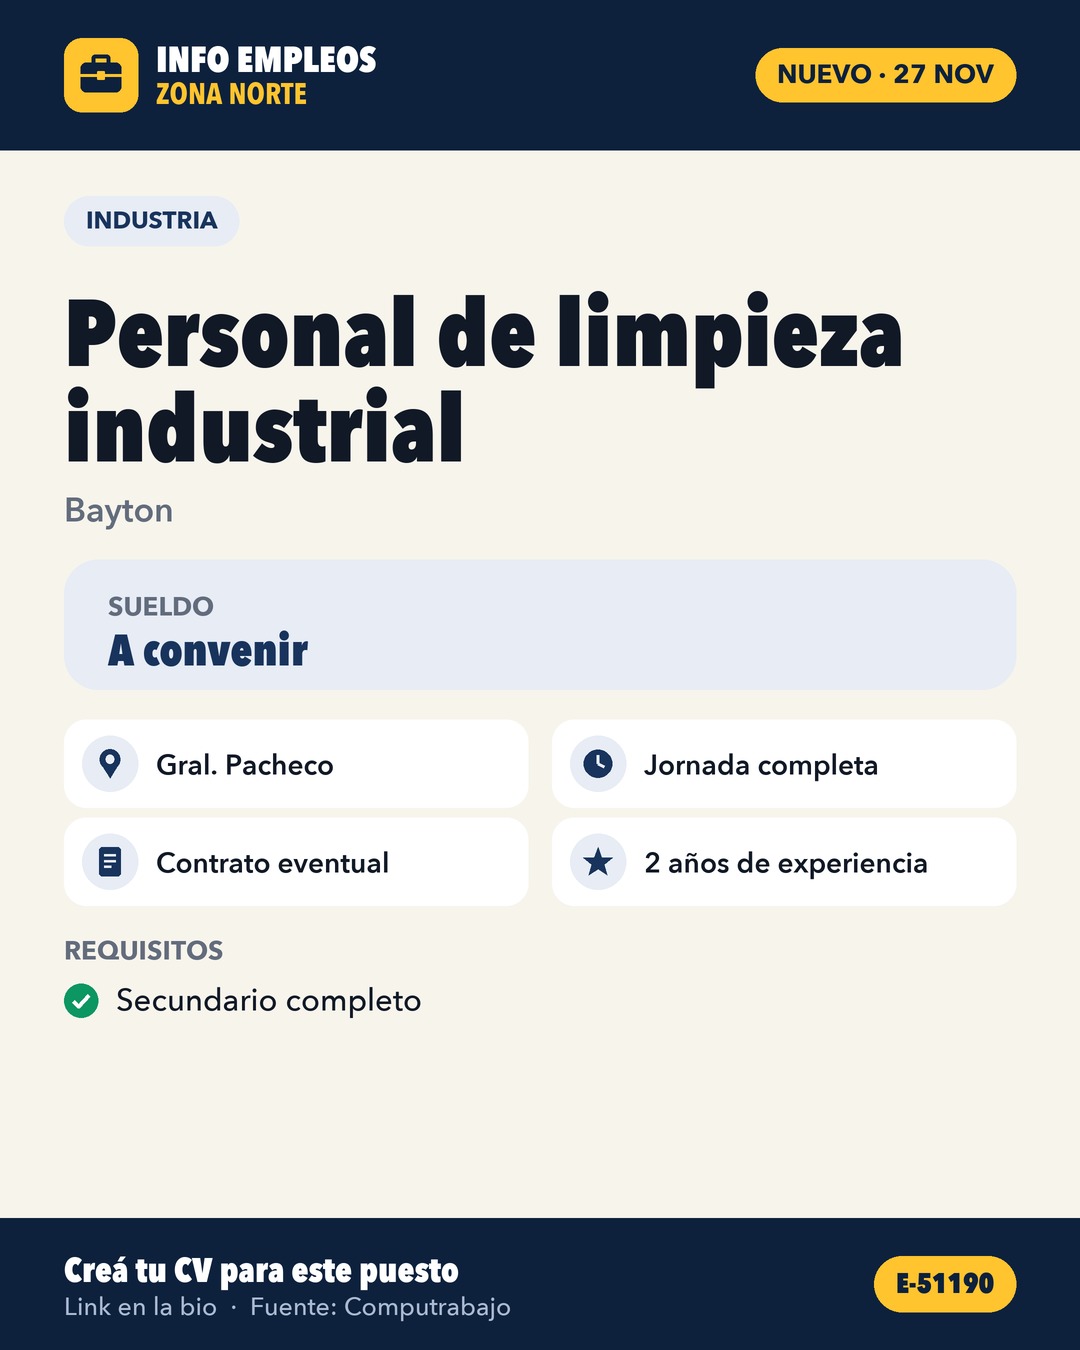 INFO EMPLEOS
ZONA NORTE
NUEVO · 27 NOV
INDUSTRIA
Personal de limpieza
industrial
Bayton
SUELDO
A convenir
Gral. Pacheco
Jornada completa
Contrato eventual
2 años de experiencia
REQUISITOS
Secundario completo
Creá tu CV para este puesto
Link en la bio · Fuente: Computrabajo
E-51190